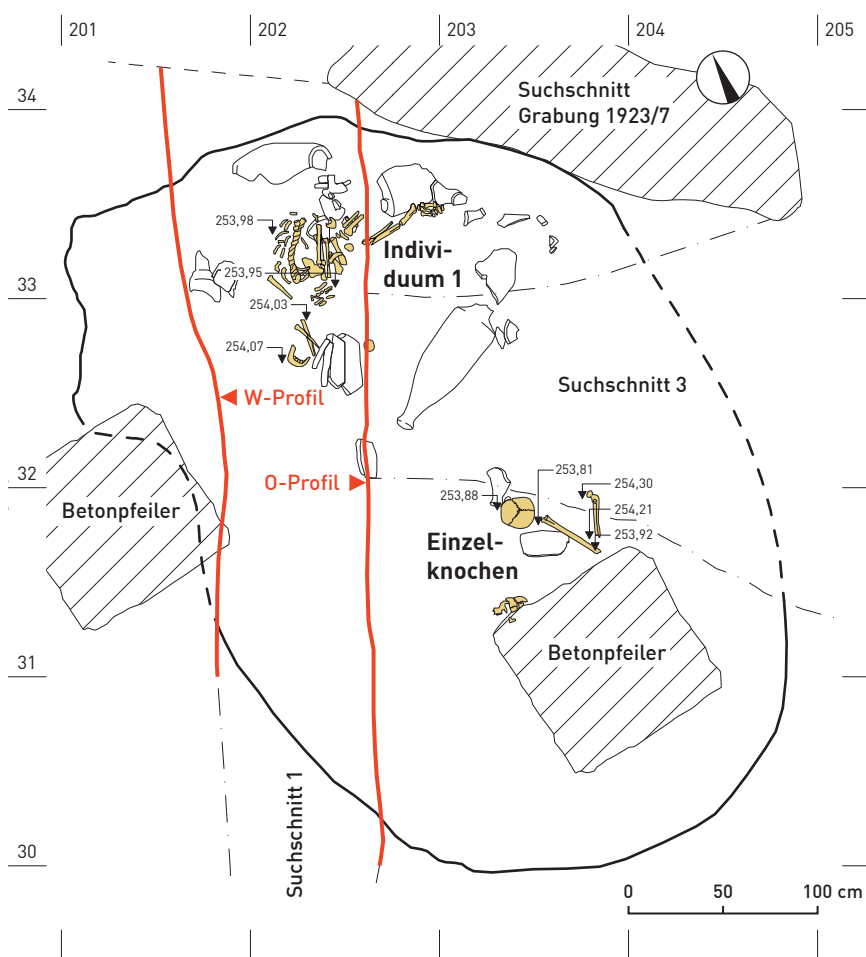 201
202
203
204
205
34
33
32
31
30
Suchschnitt
Grabung 1923/7
253,98
Indivi-
duum 1
253,95
254,03
254,07
W-Profil
Suchschnitt 3
O-Profil
253,81
254,30
253,88
254,21
253,92
Betonpfeiler
Einzel-
knochen
Betonpfeiler
Suchschnitt 1
0 50 100 cm